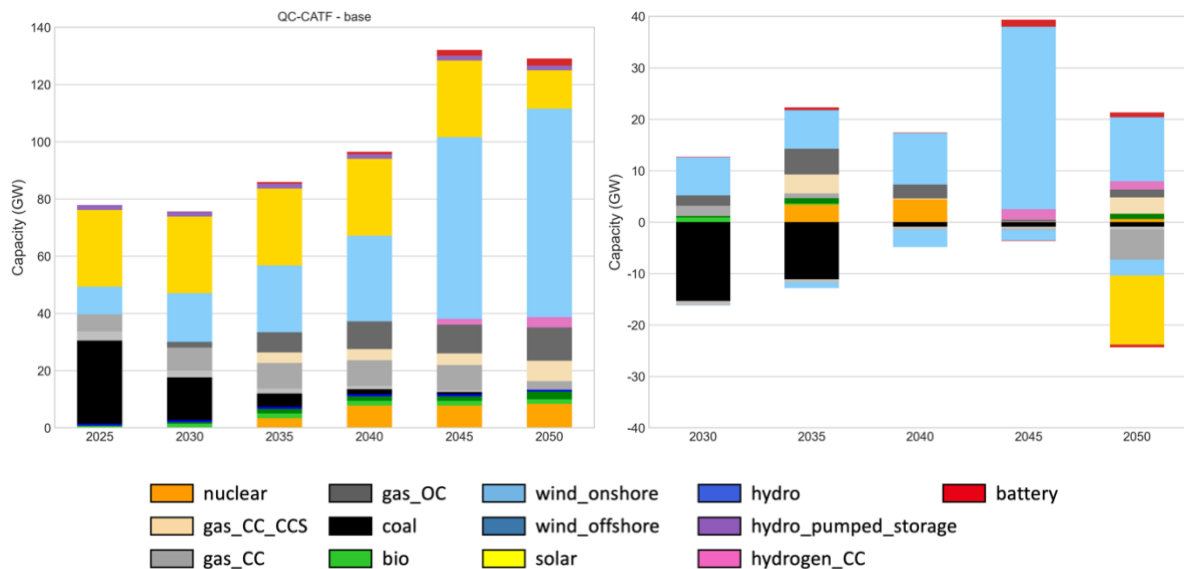 QC-CATF - base
Capacity (GW)
140
120
100
80
60
40
20
0
2025 2030 2035 2040 2045 2050
Capacity (GW)
40
30
20
10
0
-10
-20
-30
-40
2030 2035 2040 2045 2050
nuclear gas_OC wind_onshore hydro battery
gas_CC_CCS coal wind_offshore hydro_pumped_storage
gas_CC bio solar hydrogen_CC